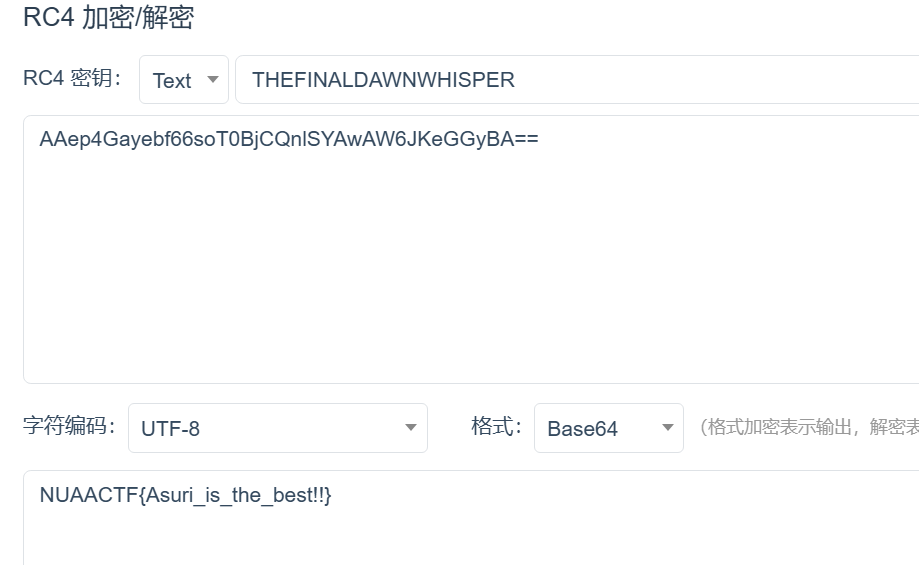 RC4 加密/解密
RC4 密钥： Text THEFINALDAWNWHISPER
AAep4Gayebf66soT0BjCQnlSYAwAW6JKeGGyBA==
字符编码： UTF-8 格式： Base64 (格式加密表示输出，解密表
NUAACTF{Asuri_is_the_best!!}